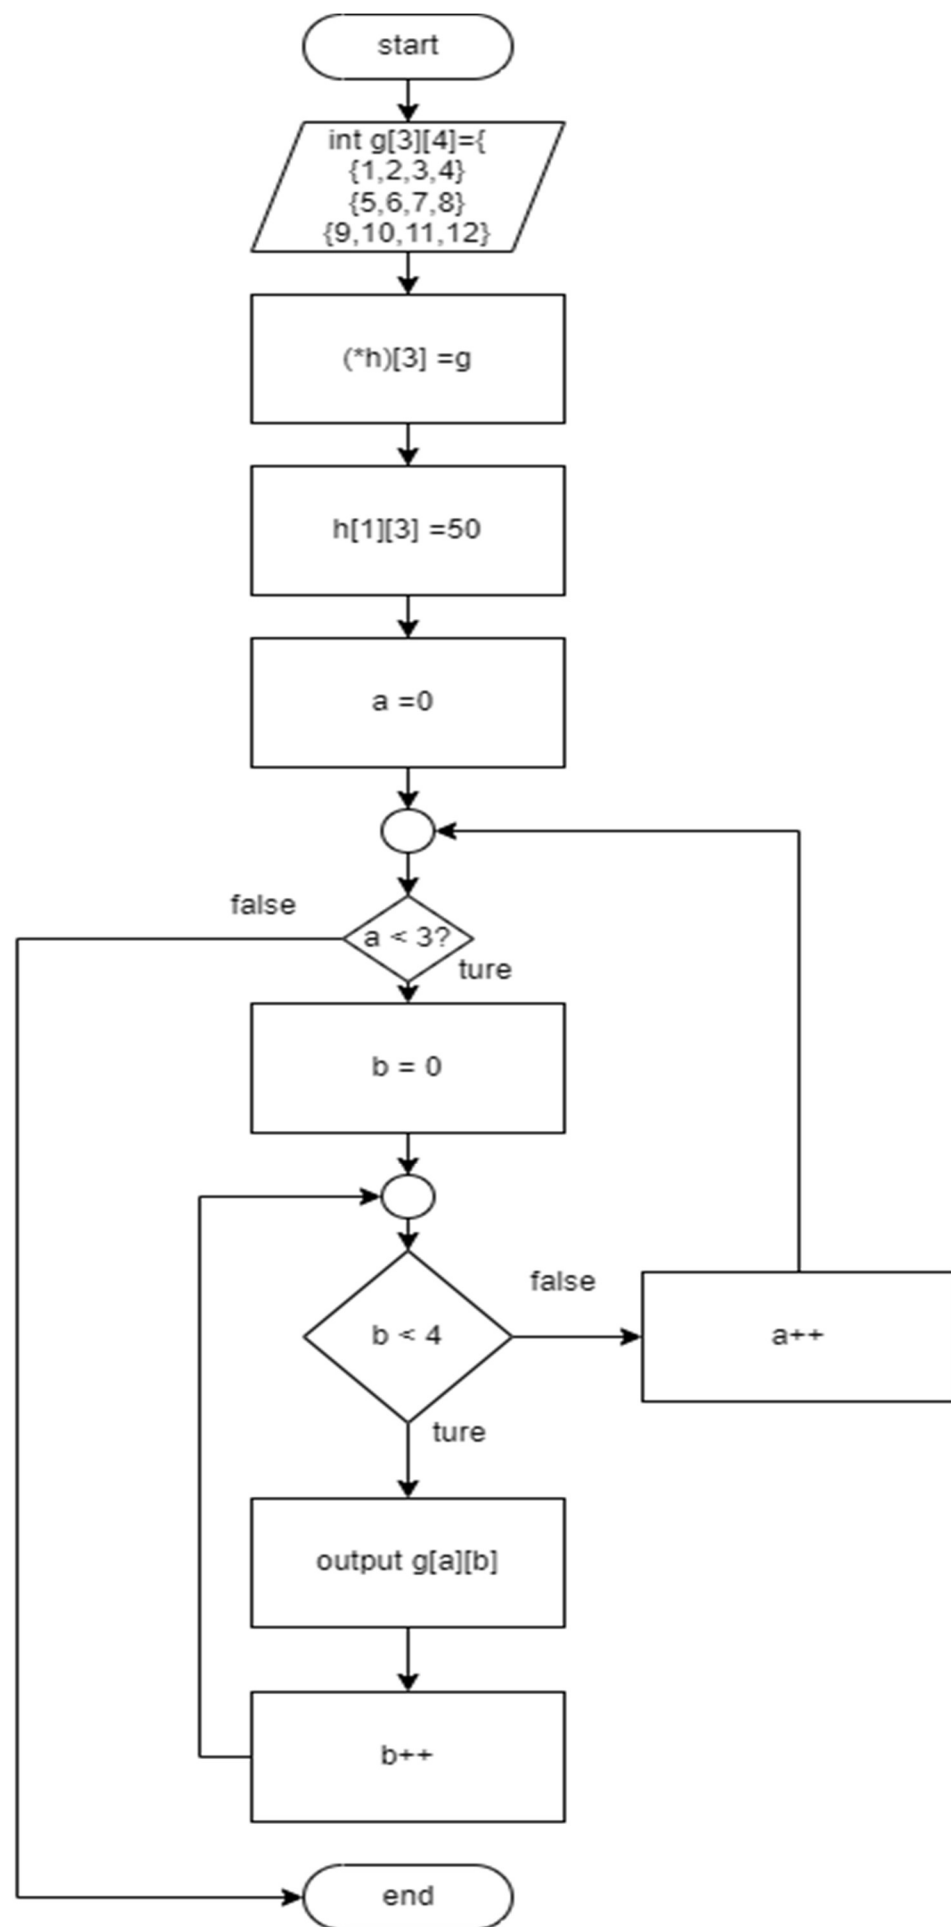 start
int g[3][4]={
{1,2,3,4}
{5,6,7,8}
{9,10,11,12}
(*h)[3] =g
h[1][3] =50
a =0
false
a < 3?
ture
b = 0
false
b < 4
a++
ture
output g[a][b]
b++
end